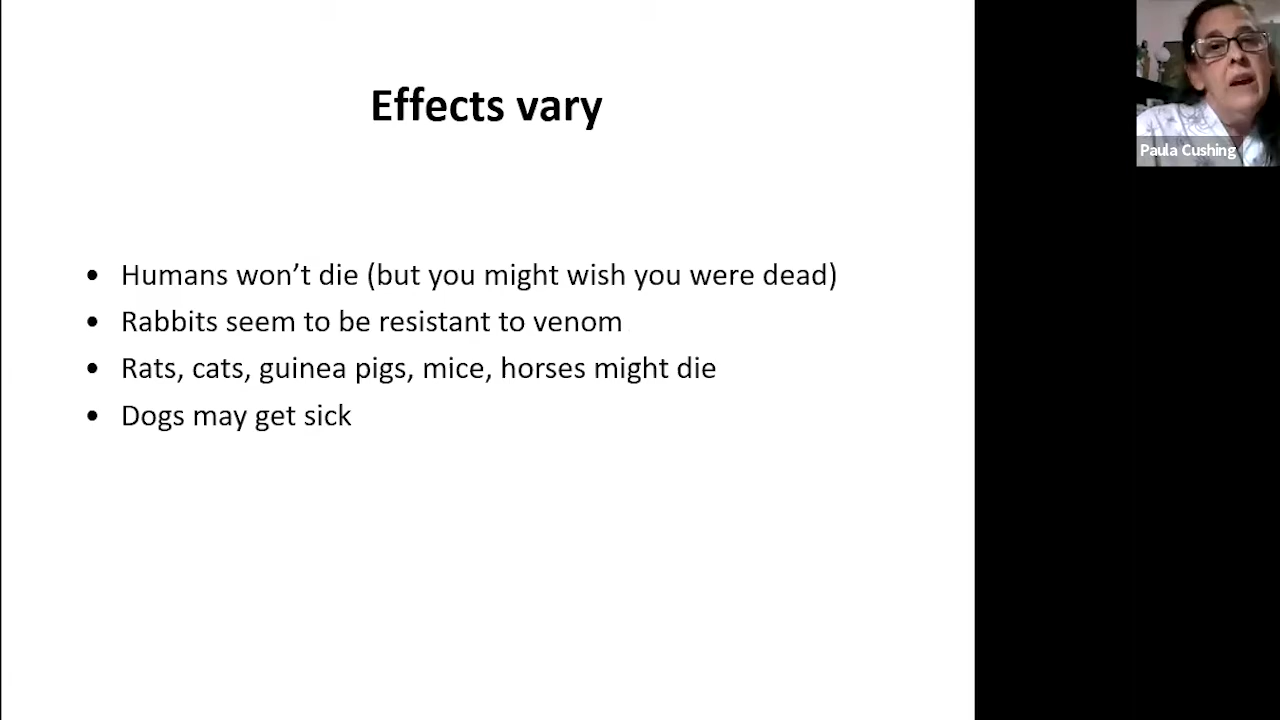 Effects vary
• Humans won’t die (but you might wish you were dead)
• Rabbits seem to be resistant to venom
• Rats, cats, guinea pigs, mice, horses might die
• Dogs may get sick
Paula Cushing